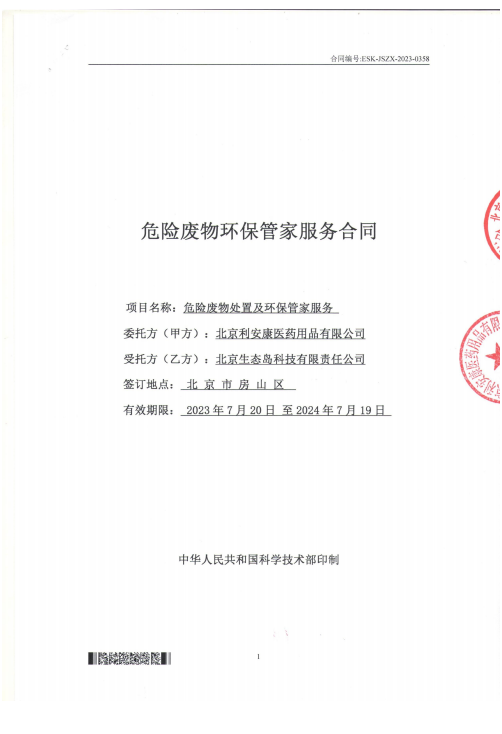 合同编号:ESK-JSZX-2023-0358
危险废物环保管家服务合同
项目名称：危险废物处置及环保管家服务
委托方（甲方）：北京利安康医药用品有限公司
受托方（乙方）：北京生态岛科技有限责任公司
签订地点：北京市房山区
有效期限：2023年7月20日 至2024年7月19日
中华人民共和国科学技术部印制
1